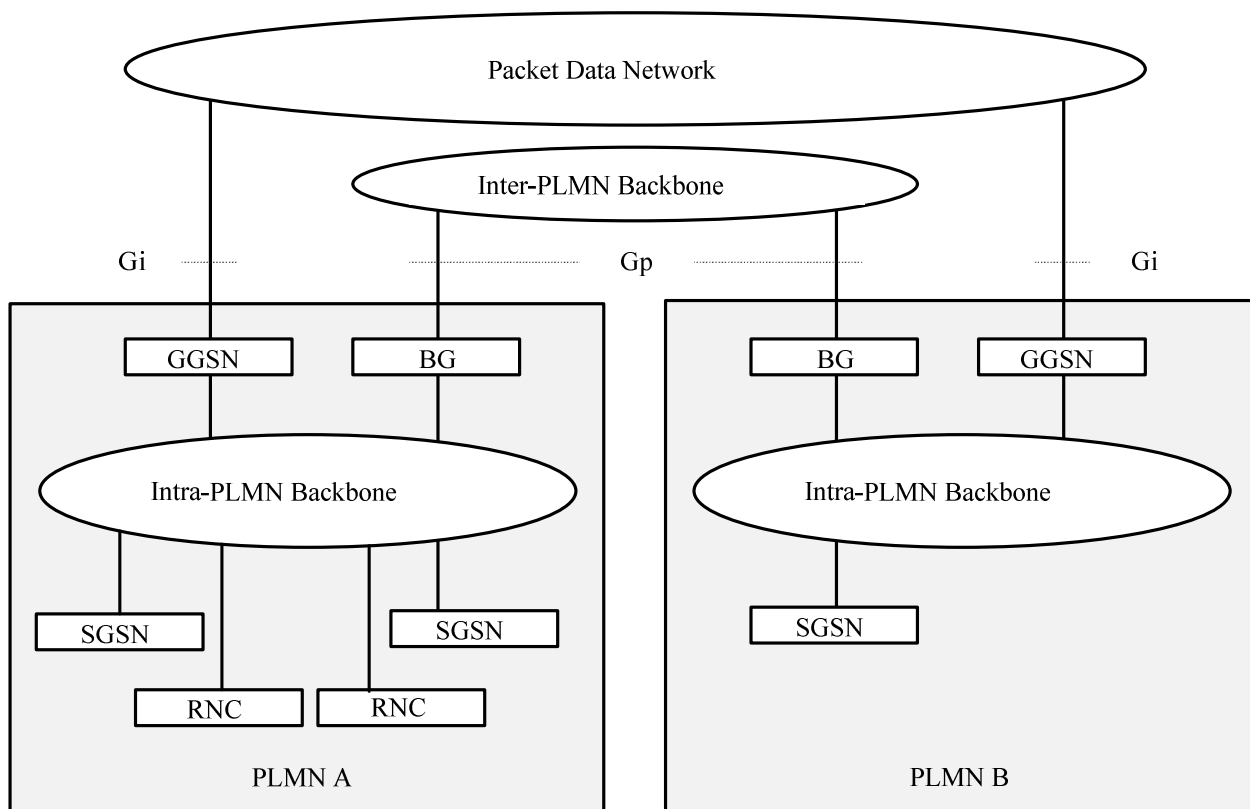 Packet Data Network
Inter-PLMN Backbone
Gi
Gp
Gi
GGSN
BG
BG
GGSN
Intra-PLMN Backbone
Intra-PLMN Backbone
SGSN
SGSN
SGSN
RNC
RNC
PLMN A
PLMN B